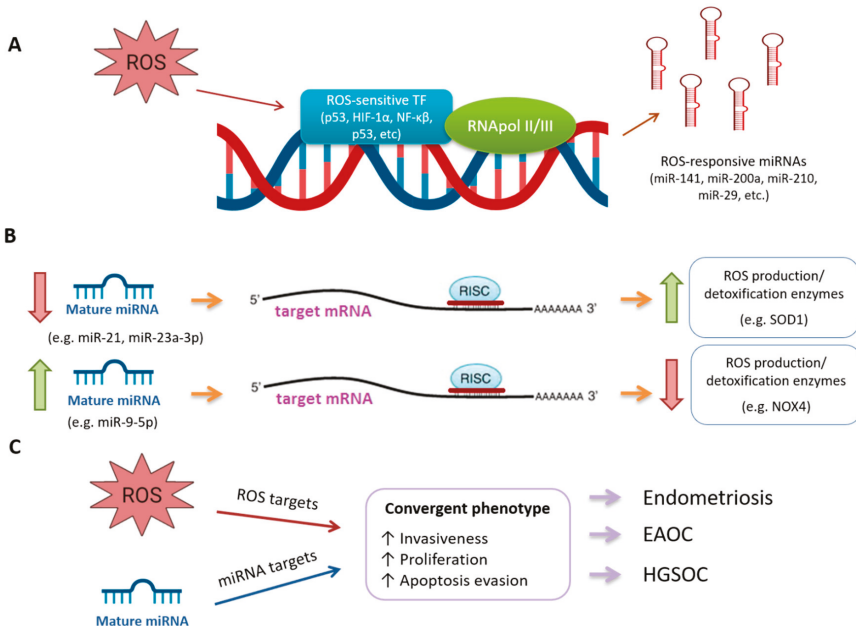 A
ROS
ROS-sensitive TF
(p53, HIF-1α, NF-κβ,
p53, etc)
RNApol II/III
ROS-responsive miRNAs
(miR-141, miR-200a, miR-210,
miR-29, etc.)
B
Mature miRNA
(e.g. miR-21, miR-23a-3p)
5'
target mRNA
RISC
AAAAAAA 3'
ROS production/
detoxification enzymes
(e.g. SOD1)
Mature miRNA
(e.g. miR-9-5p)
5'
target mRNA
RISC
AAAAAAA 3'
ROS production/
detoxification enzymes
(e.g. NOX4)
C
ROS
ROS targets
miRNA targets
Mature miRNA
Convergent phenotype
↑ Invasiveness
↑ Proliferation
↑ Apoptosis evasion
Endometriosis
EAOC
HGSOC